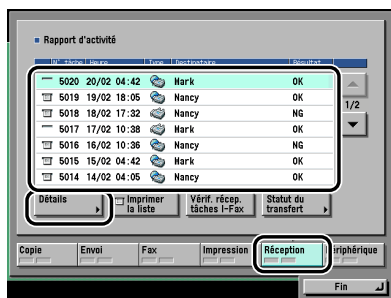 Rapport d'activité
N° tâche Heure Type Destinataire Résultat
5020 20/02 04:42 Mark OK
5019 19/02 18:05 Nancy OK
5018 18/02 17:32 Nancy NG
1/2
5017 17/02 10:38 Mark OK
5016 16/02 10:36 Nancy NG
5015 15/02 04:42 Mark OK
5014 14/02 04:05 Nancy OK
Détails
Imprimer la liste
Vérif. récep. tâches I-Fax
Statut du transfert
Copie Envoi Fax Impression Réception ériphérique
Fin